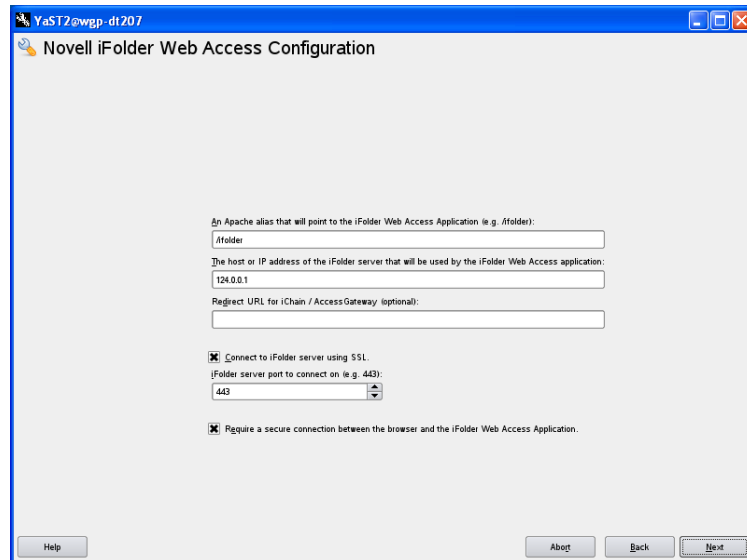 YaST2@wgp-dt207
Novell iFolder Web Access Configuration
An Apache alias that will point to the iFolder Web Access Application (e.g. /ifolder):
/ifolder
The host or IP address of the iFolder server that will be used by the iFolder Web Access application:
124.0.0.1
Redirect URL for iChain / AccessGateway (optional):
Connect to iFolder server using SSL.
iFolder server port to connect on (e.g. 443):
443
Require a secure connection between the browser and the iFolder Web Access Application.
Help Abort Back Next